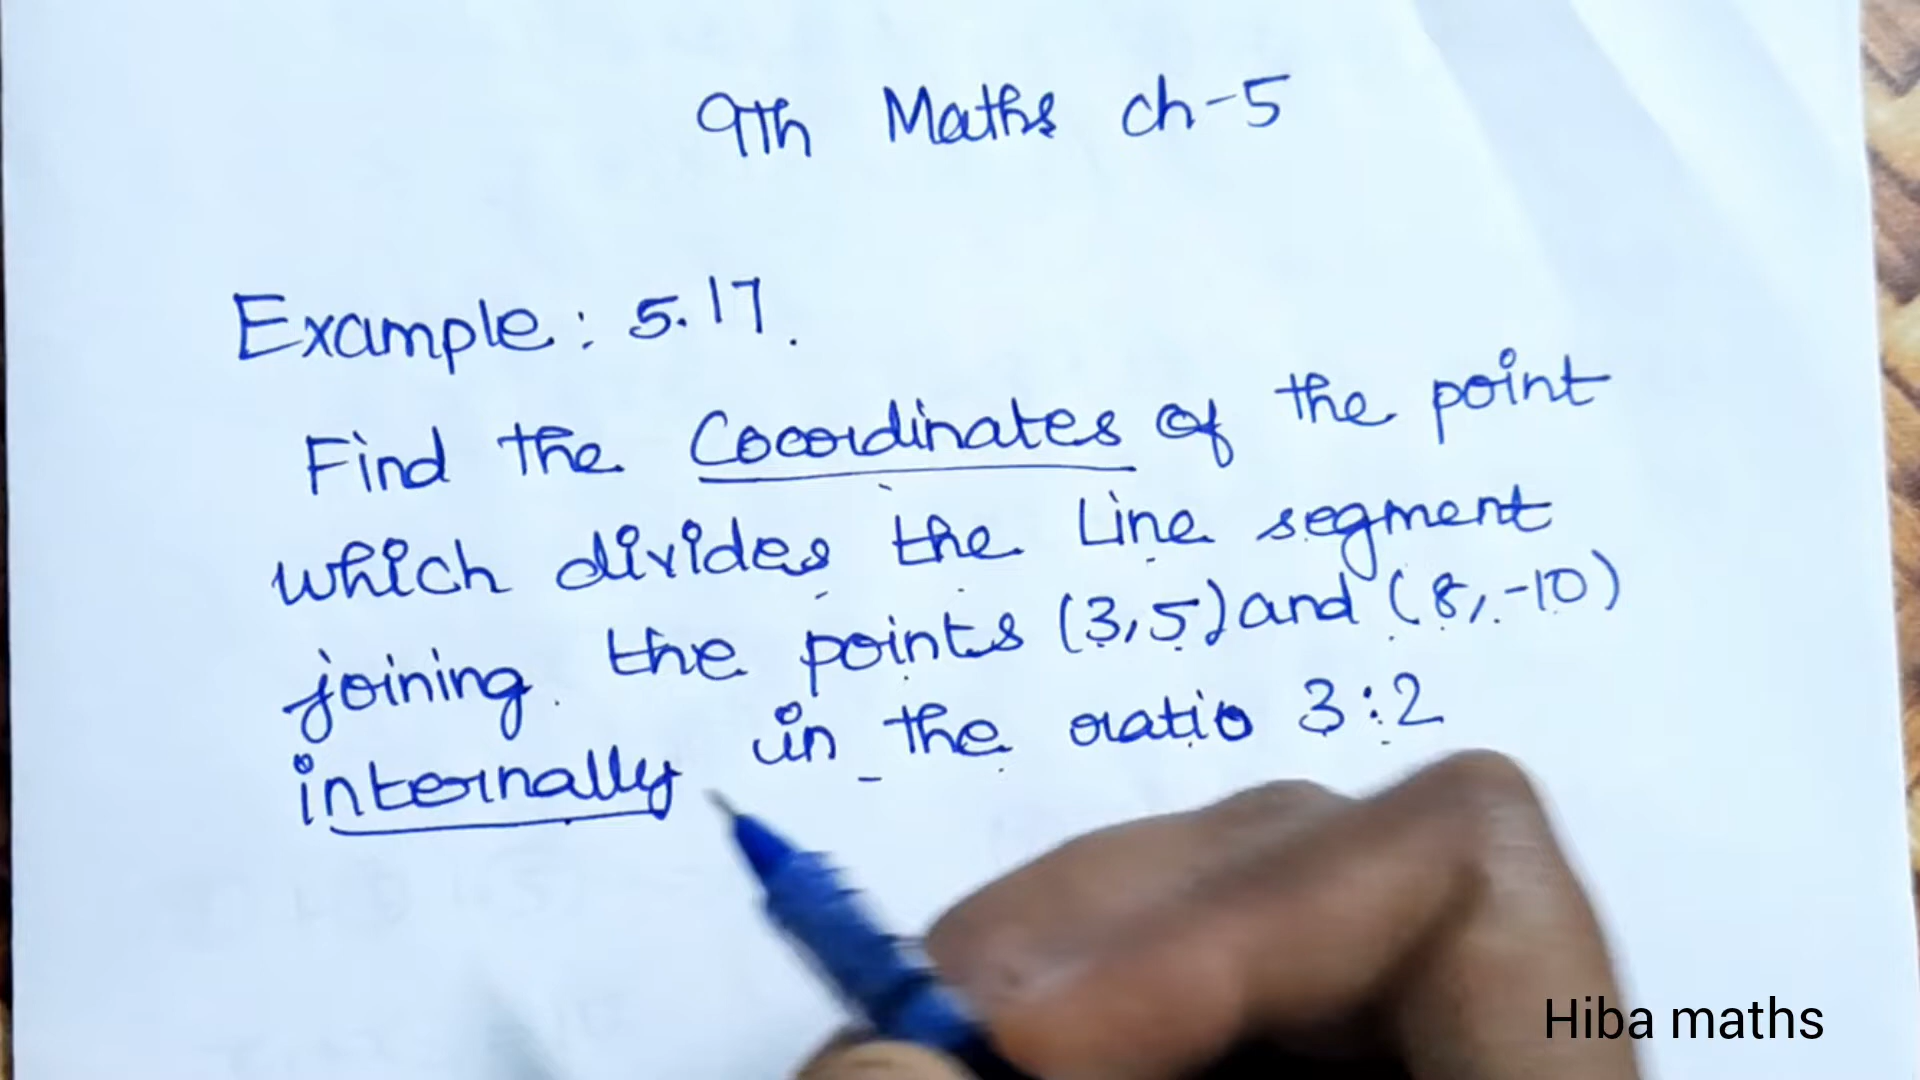 9th Maths ch-5
Example: 5.17.
Find the Coordinates of the point
which divides the Line segment
joining the points (3,5) and (8,-10)
internally in the ratio 3:2
Hiba maths